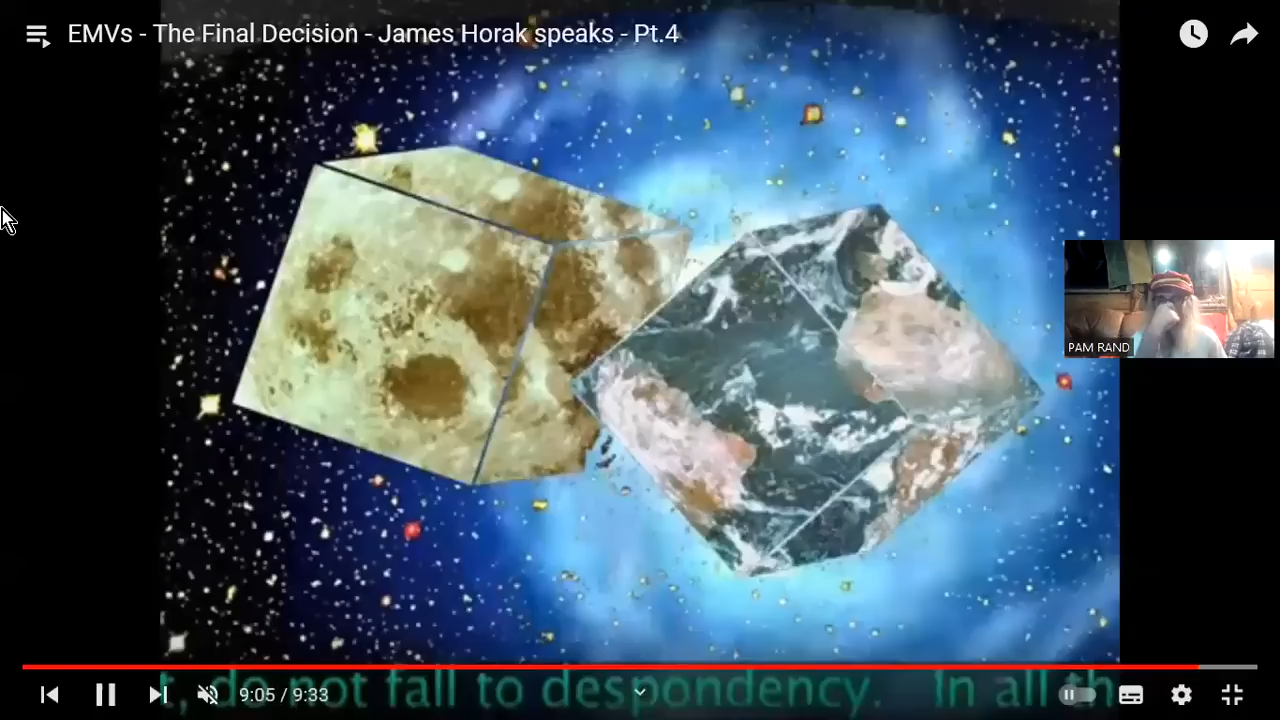 EMVs - The Final Decision - James Horak speaks - Pt.4
PAM RAND
t, do not fall to despondency. In all th
9:05 / 9:33